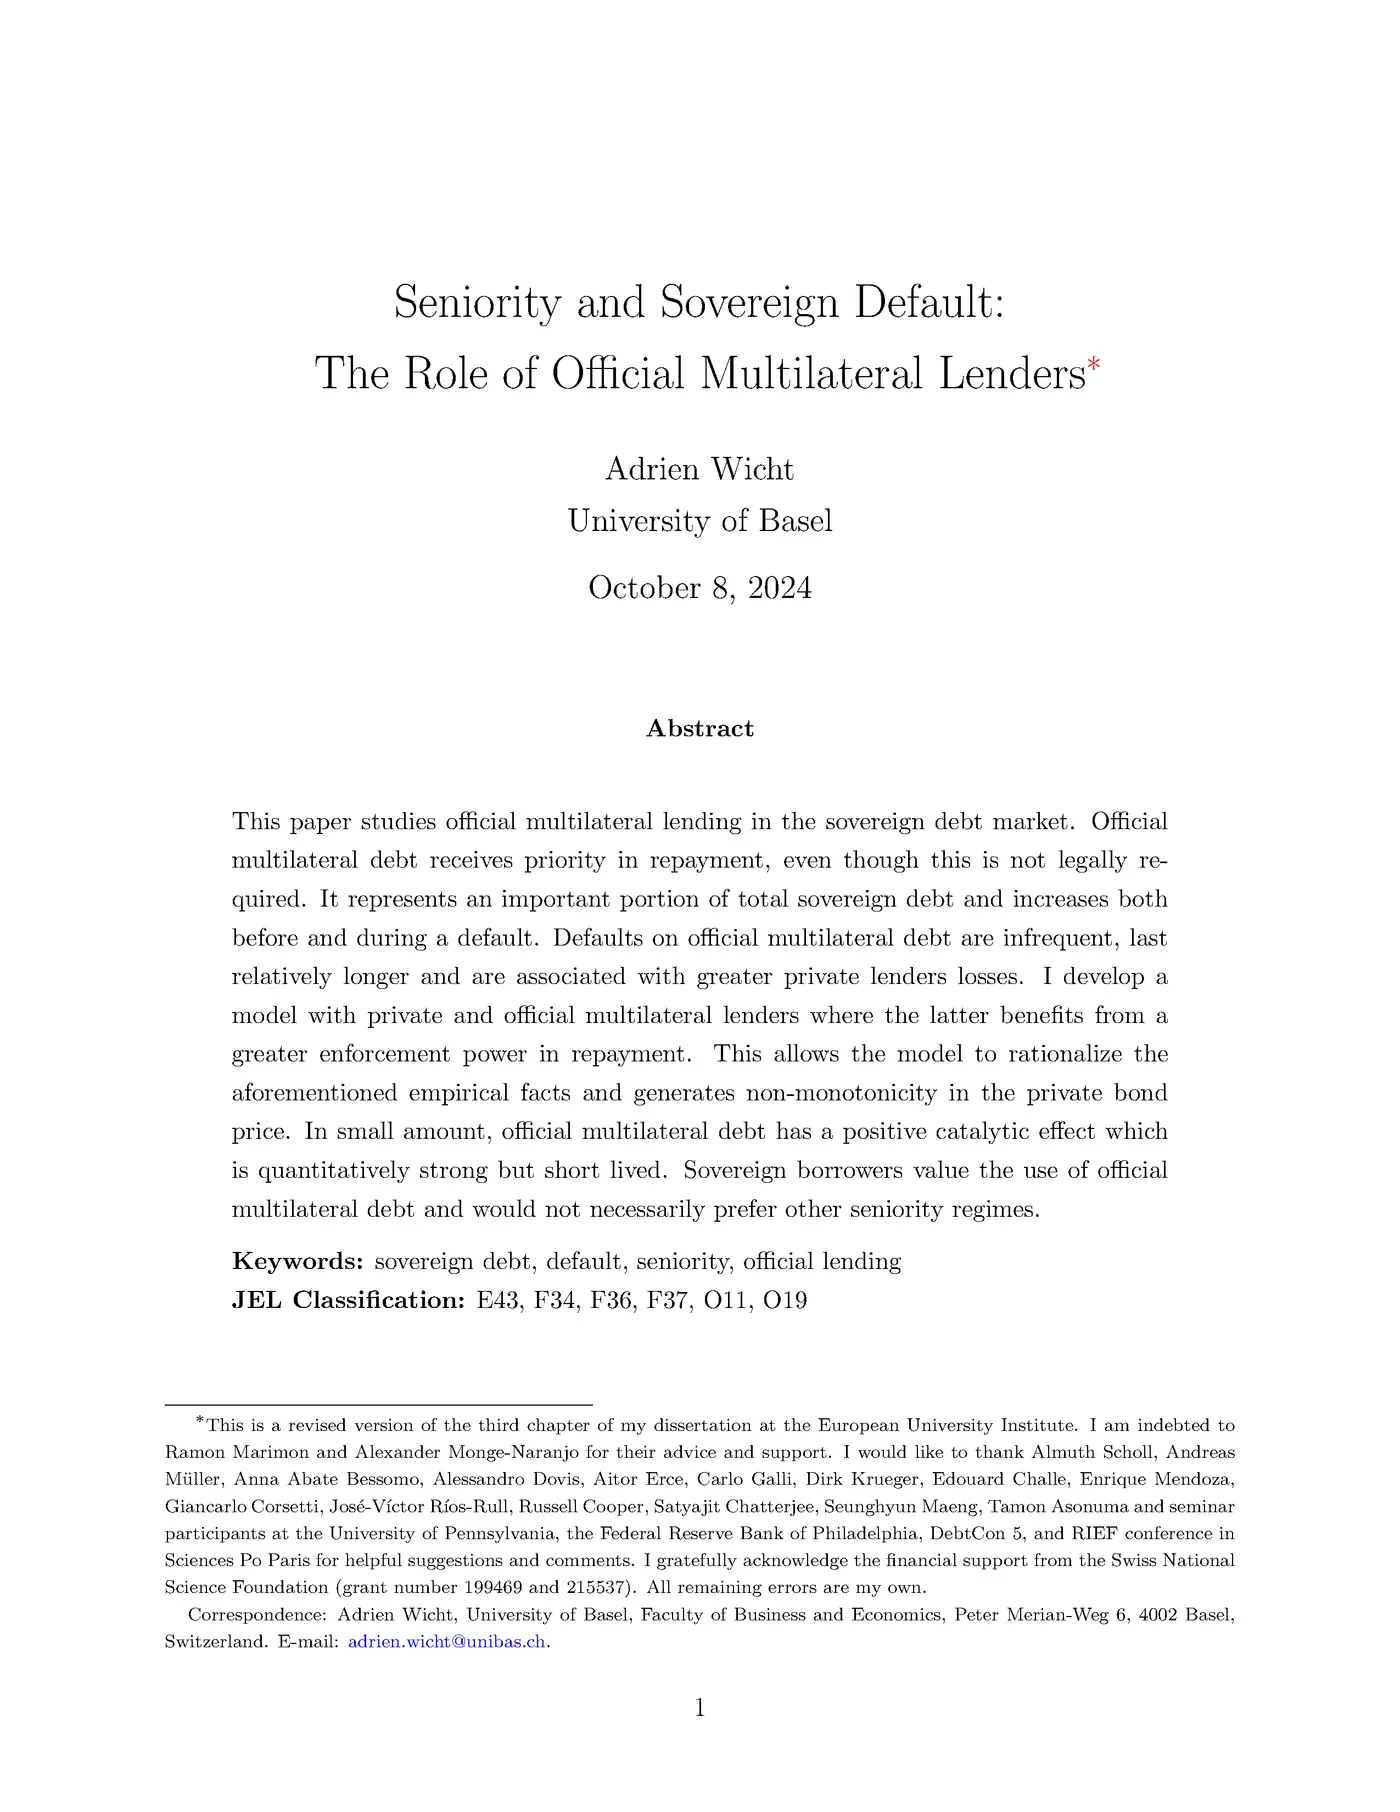 Seniority and Sovereign Default:
The Role of Official Multilateral Lenders*
Adrien Wicht
University of Basel
October 8, 2024
Abstract
This paper studies official multilateral lending in the sovereign debt market. Official
multilateral debt receives priority in repayment, even though this is not legally re-
quired. It represents an important portion of total sovereign debt and increases both
before and during a default. Defaults on official multilateral debt are infrequent, last
relatively longer and are associated with greater private lenders losses. I develop a
model with private and official multilateral lenders where the latter benefits from a
greater enforcement power in repayment. This allows the model to rationalize the
aforementioned empirical facts and generates non-monotonicity in the private bond
price. In small amount, official multilateral debt has a positive catalytic effect which
is quantitatively strong but short lived. Sovereign borrowers value the use of official
multilateral debt and would not necessarily prefer other seniority regimes.
Keywords: sovereign debt, default, seniority, official lending
JEL Classification: E43, F34, F36, F37, O11, O19
*This is a revised version of the third chapter of my dissertation at the European University Institute. I am indebted to
Ramon Marimon and Alexander Monge-Naranjo for their advice and support. I would like to thank Almuth Scholl, Andreas
Müller, Anna Abate Bessomo, Alessandro Dovis, Aitor Erce, Carlo Galli, Dirk Krueger, Edouard Challe, Enrique Mendoza,
Giancarlo Corsetti, José-Víctor Ríos-Rull, Russell Cooper, Satyajit Chatterjee, Seunghyun Maeng, Tamon Asonuma and seminar
participants at the University of Pennsylvania, the Federal Reserve Bank of Philadelphia, DebtCon 5, and RIEF conference in
Sciences Po Paris for helpful suggestions and comments. I gratefully acknowledge the financial support from the Swiss National
Science Foundation (grant number 199469 and 215537). All remaining errors are my own.
Correspondence: Adrien Wicht, University of Basel, Faculty of Business and Economics, Peter Merian-Weg 6, 4002 Basel,
Switzerland. E-mail: adrien.wicht@unibas.ch.
1